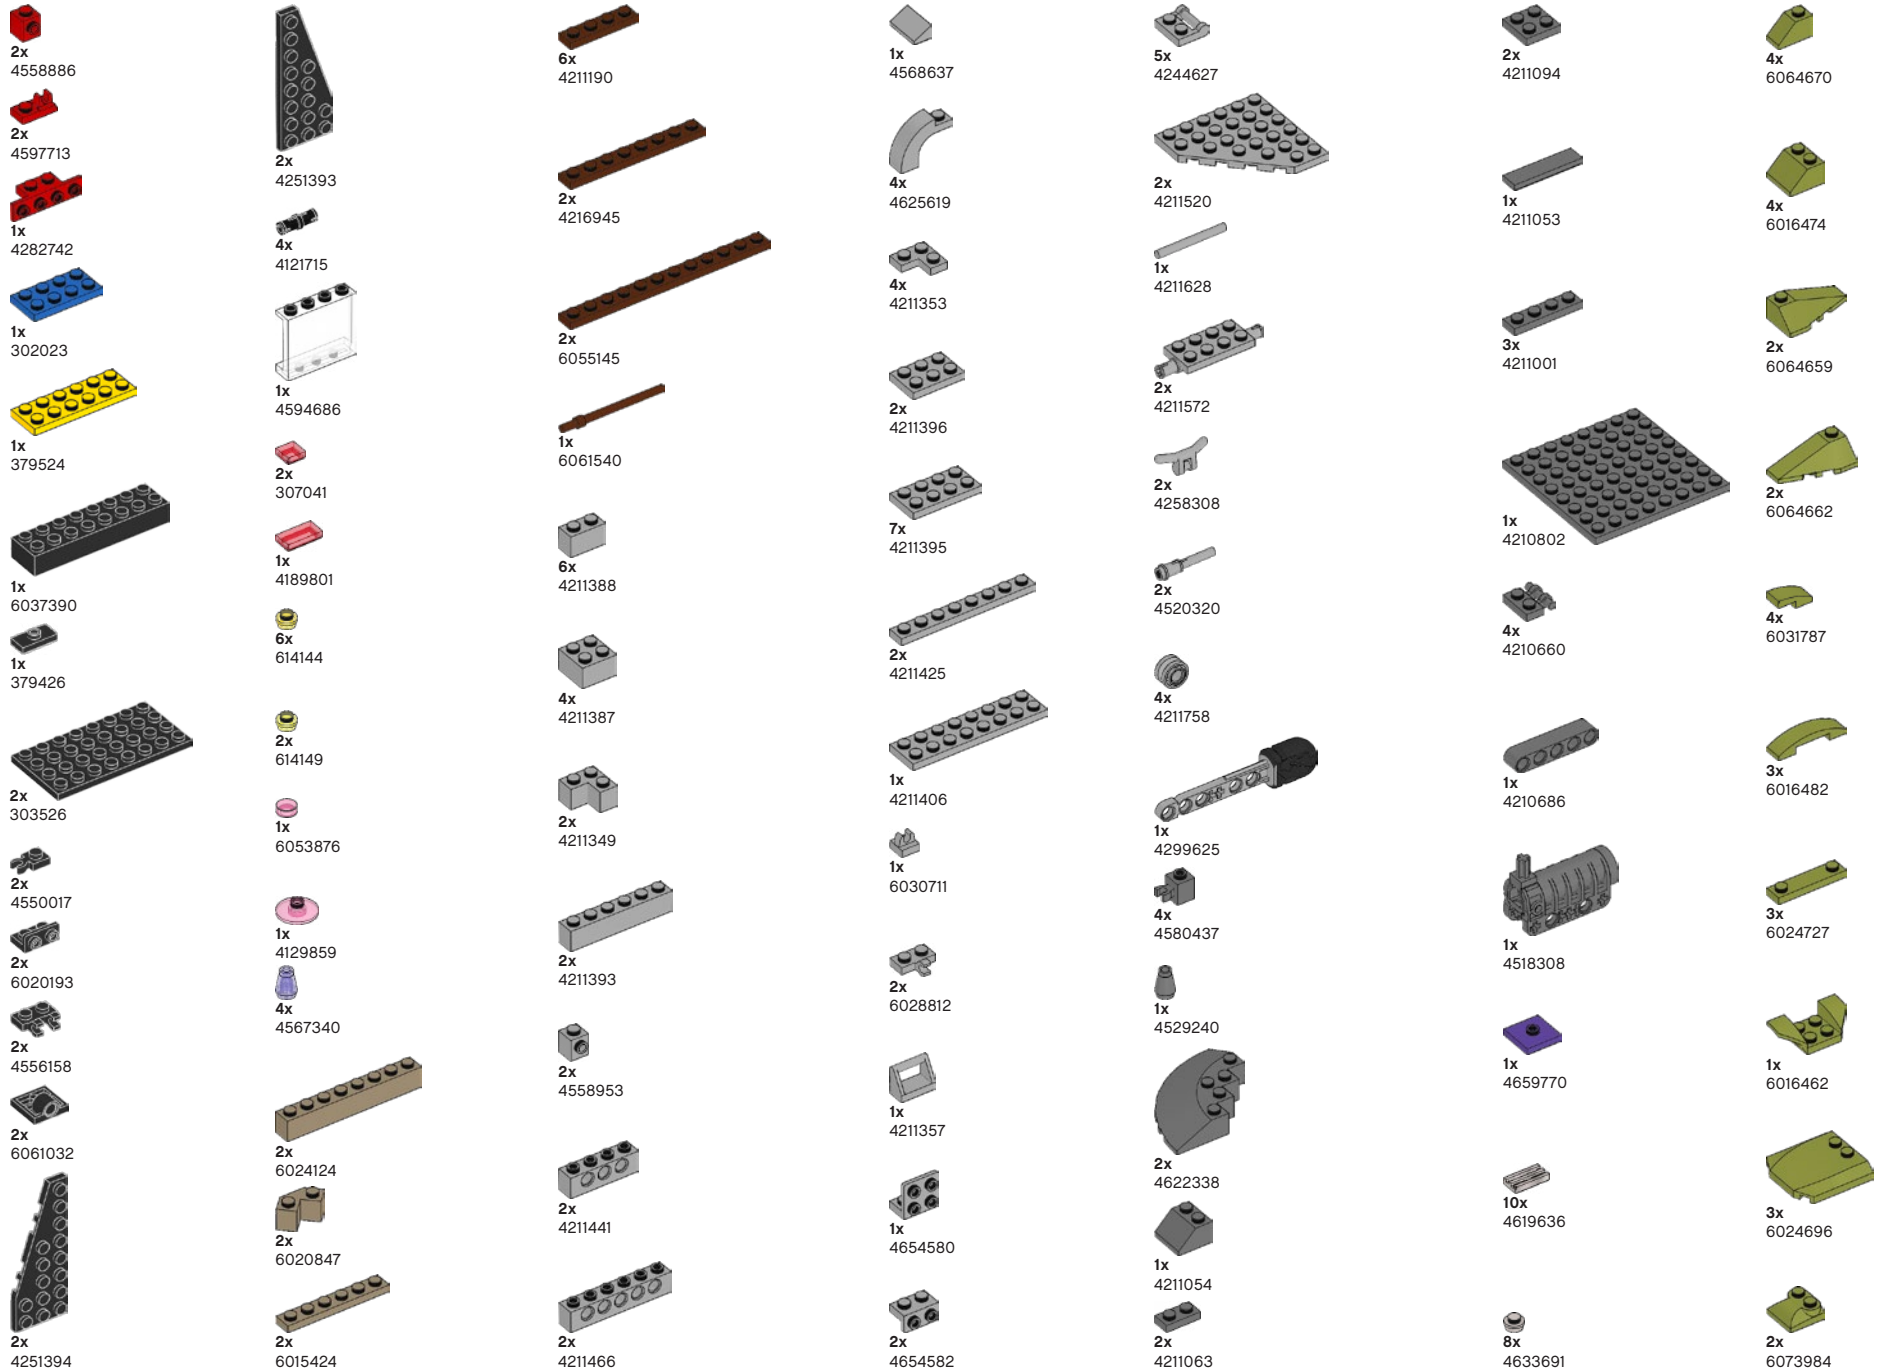 2x
4558886
2x
4597713
1x
4282742
1x
302023
1x
379524
1x
6037390
1x
379426
2x
303526
2x
4550017
2x
6020193
2x
4556158
2x
6061032
2x
4251394
2x
4251393
4x
4121715
1x
4594686
2x
307041
1x
4189801
6x
614144
2x
614149
1x
6053876
1x
4129859
4x
4567340
2x
6024124
2x
6020847
2x
6015424
6x
4211190
2x
4216945
2x
6055145
1x
6061540
6x
4211388
4x
4211387
2x
4211349
2x
4211393
2x
4558953
2x
4211441
2x
4211466
1x
4568637
4x
4625619
4x
4211353
2x
4211396
7x
4211395
2x
4211425
1x
4211406
1x
6030711
2x
6028812
1x
4211357
1x
4654580
2x
4654582
5x
4244627
2x
4211520
1x
4211628
2x
4211572
2x
4258308
2x
4520320
4x
4211758
1x
4299625
4x
4580437
1x
4529240
2x
4622338
1x
4211054
2x
4211063
2x
4211094
1x
4211053
3x
4211001
1x
4210802
4x
4210660
1x
4210686
1x
4518308
1x
4659770
10x
4619636
8x
4633691
4x
6064670
4x
6016474
2x
6064659
2x
6064662
4x
6031787
3x
6016482
3x
6024727
1x
6016462
3x
6024696
2x
6073984